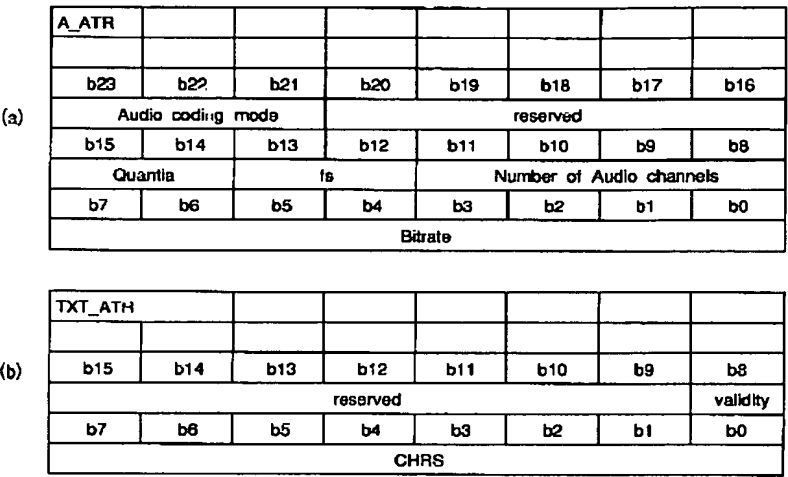 A_ATR
b23 b22 b21 b20 b19 b18 b17 b16
(a)
Audio coding mode reserved
b15 b14 b13 b12 b11 b10 b9 b8
Quantia fs Number of Audio channels
b7 b6 b5 b4 b3 b2 b1 b0
Bitrate
TXT_ATR
b15 b14 b13 b12 b11 b10 b9 b8
(b)
reserved validity
b7 b6 b5 b4 b3 b2 b1 b0
CHRS